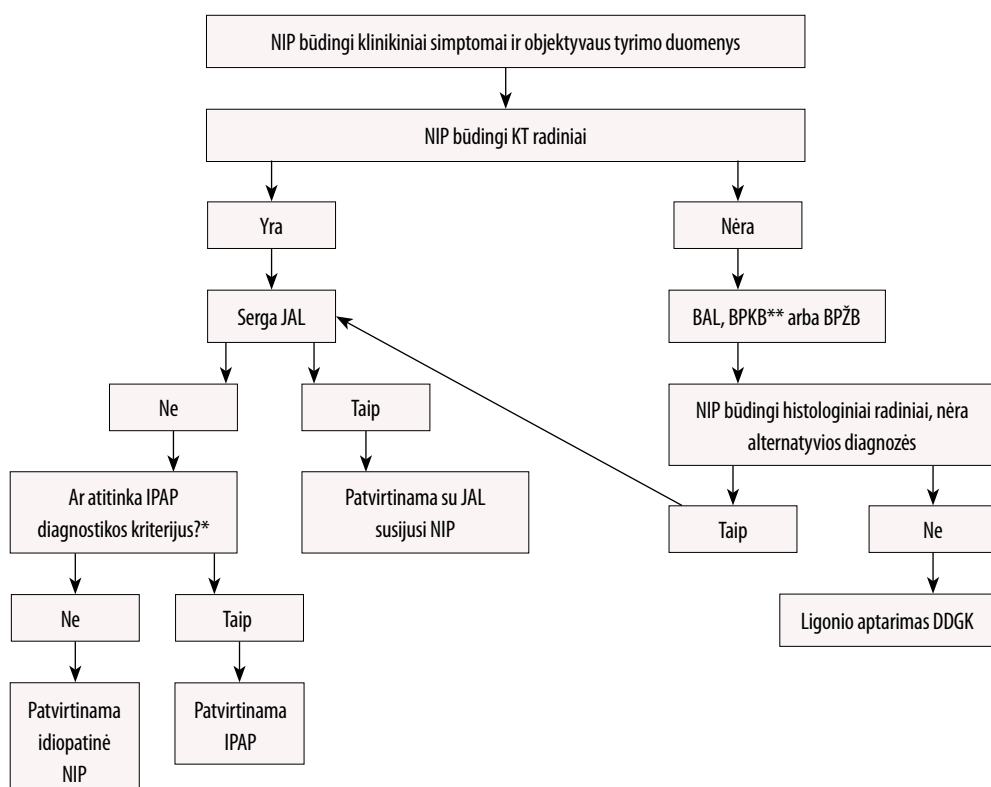 NIP būdingi klinikiniai simptomai ir objektyvaus tyrimo duomenys
NIP būdingi KT radiniai
Yra
Nėra
Serga JAL
BAL, BPKB** arba BPŽB
Ne
Taip
NIP būdingi histologiniai radiniai, nėra
alternatyvios diagnozės
Ar atitinka IPAP
diagnostikos kriterijus?*
Patvirtinama su JAL
susijusi NIP
Taip
Ne
Ne
Taip
Ligonio aptarimas DDGK
Patvirtinama
idiopatinė
NIP
Patvirtinama
IPAP